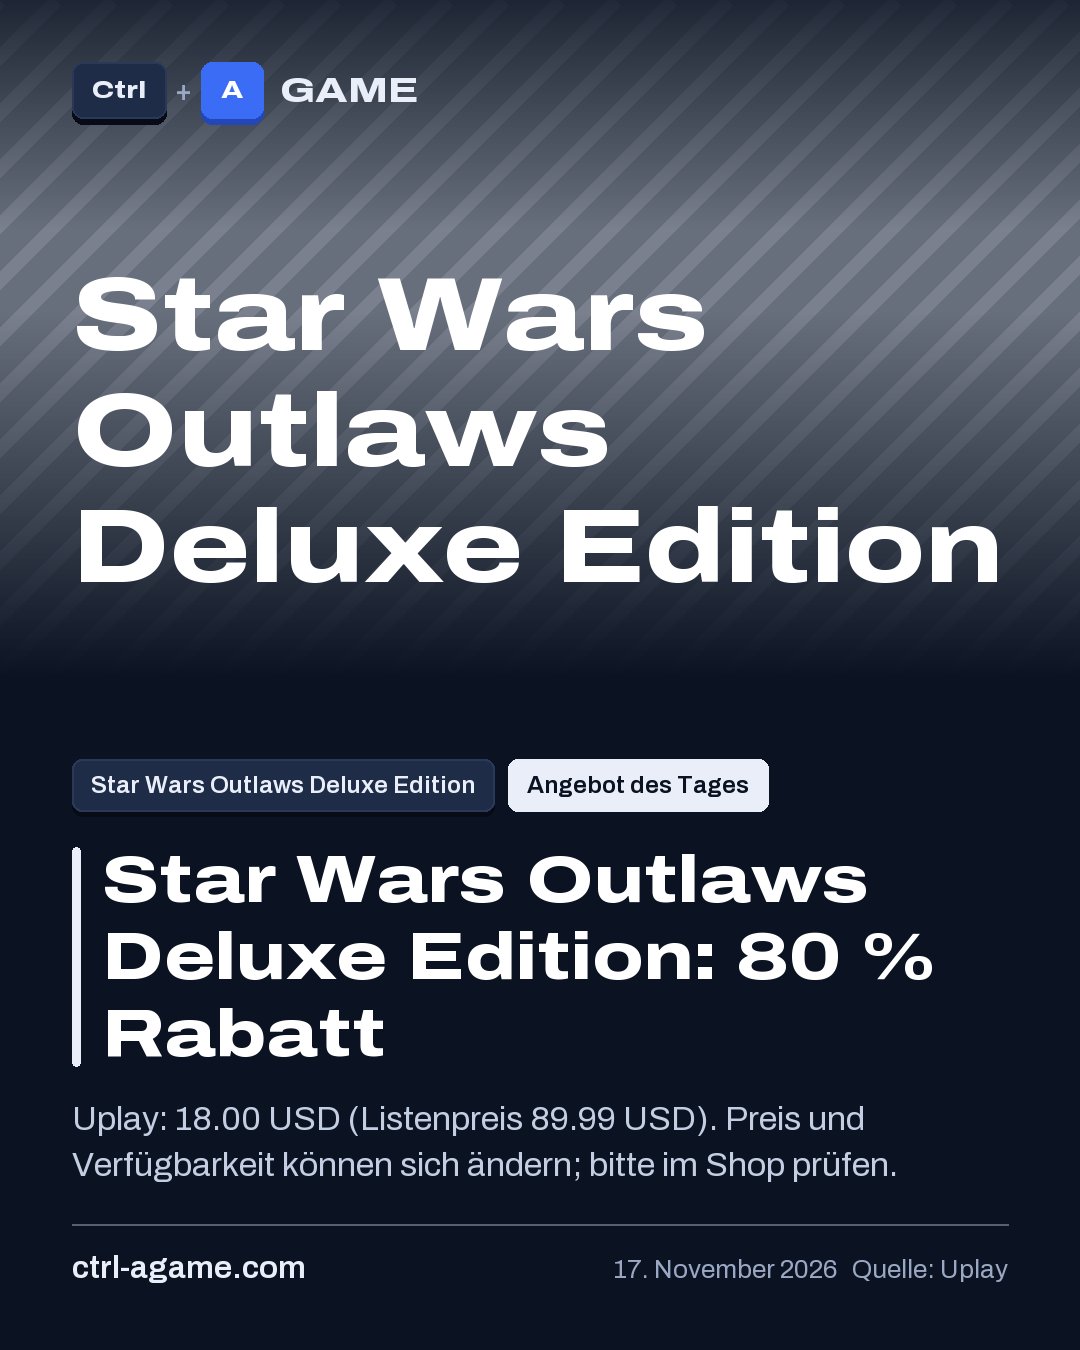 Ctrl + A GAME
Star Wars
Outlaws
Deluxe Edition
Star Wars Outlaws Deluxe Edition
Angebot des Tages
Star Wars Outlaws
Deluxe Edition: 80 %
Rabatt
Uplay: 18.00 USD (Listenpreis 89.99 USD). Preis und
Verfügbarkeit können sich ändern; bitte im Shop prüfen.
ctrl-agame.com
17. November 2026 Quelle: Uplay